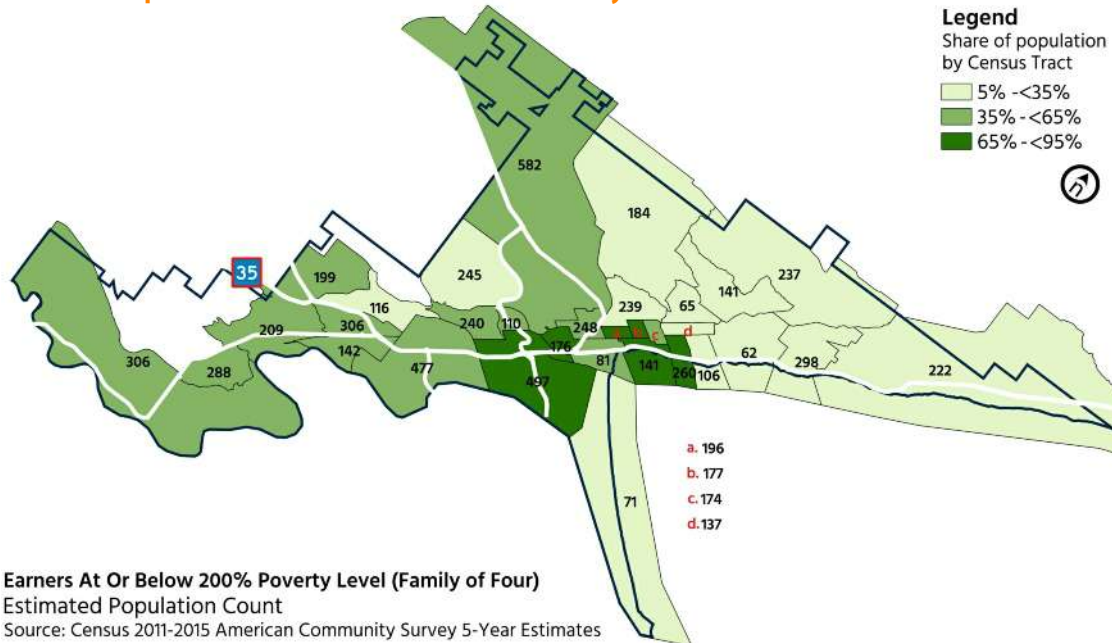 Legend
Share of population
by Census Tract
5% -<35%
35% -<65%
65% -<95%
582
184
35
199
245
237
116
65
141
239
306
240
110
248
209
306
176
a.
b.
c
d
142
81
62
298
306
288
477
141
260
106
222
497
a. 196
b. 177
71
c. 174
d. 137
Earners At Or Below 200% Poverty Level (Family of Four)
Estimated Population Count
Source: Census 2011-2015 American Community Survey 5-Year Estimates